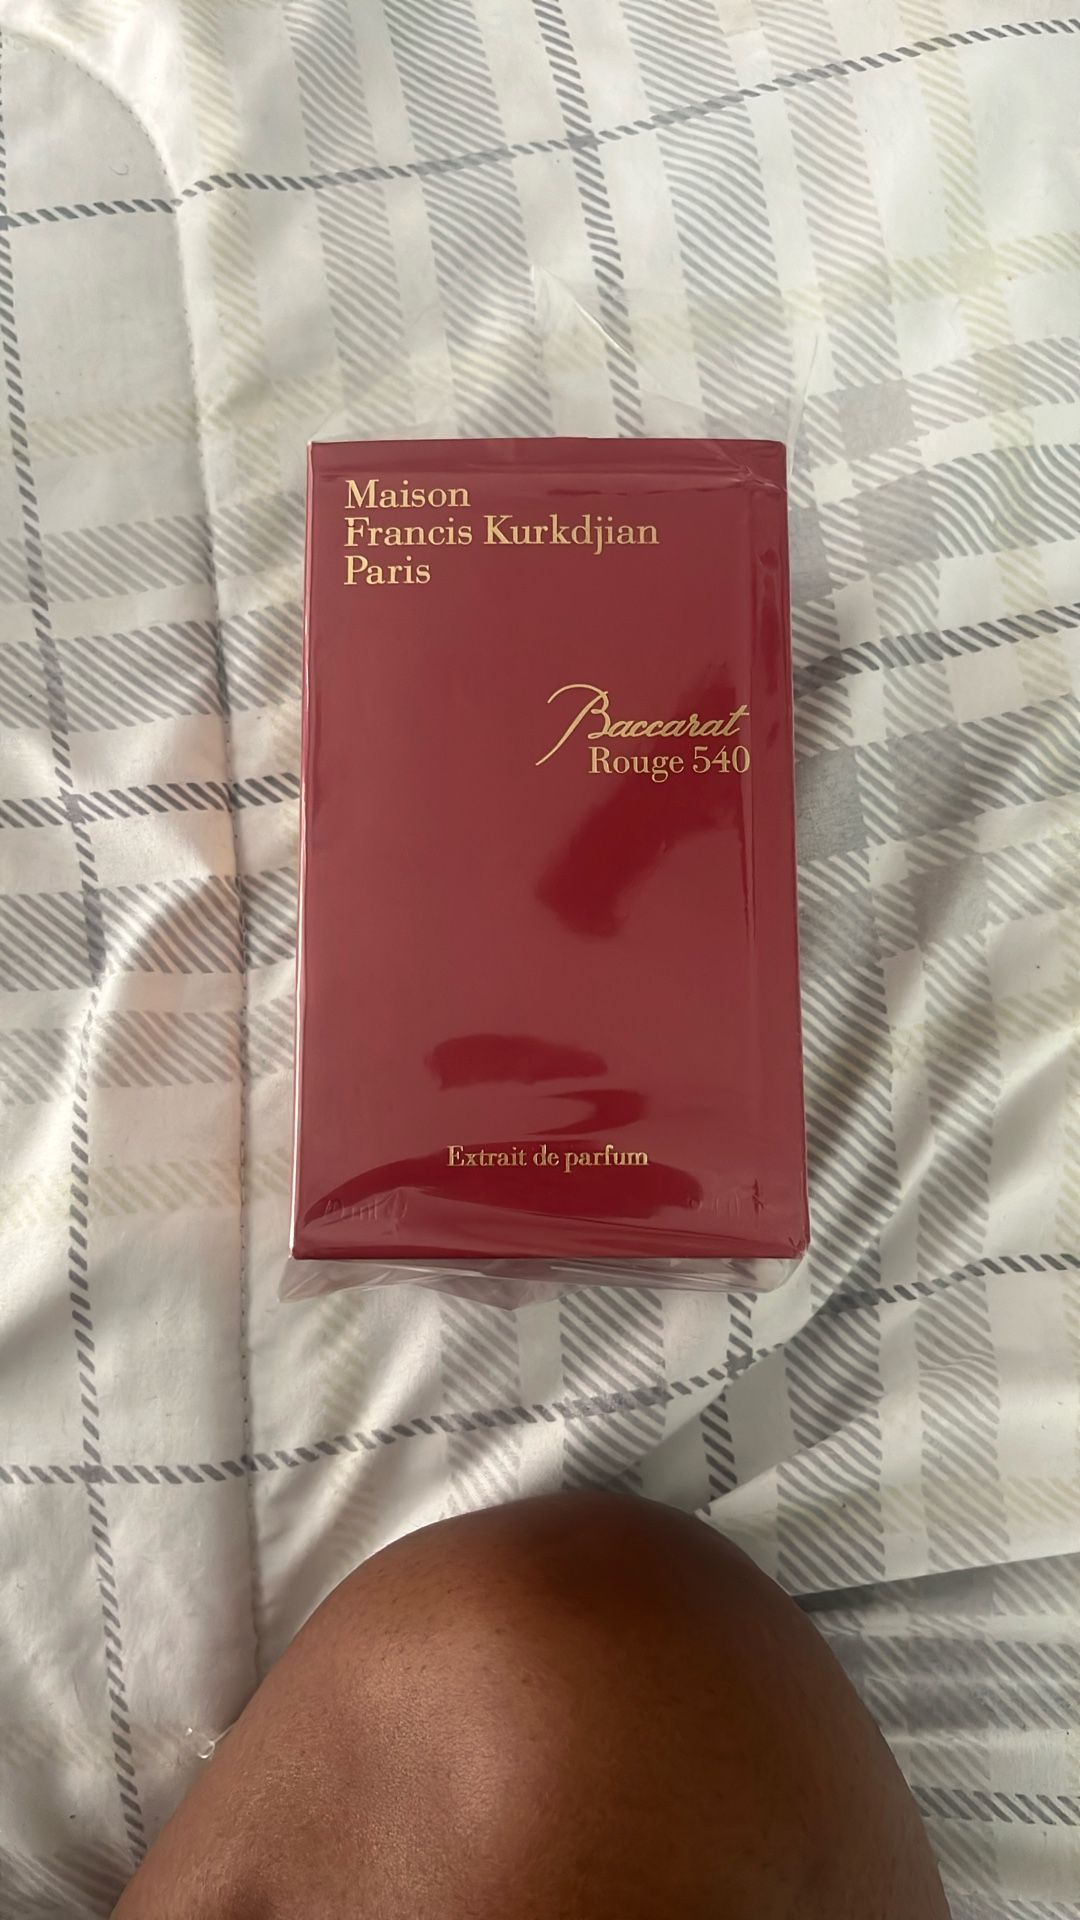 Maison
Francis Kurkdjian
Paris
Baccarat
Rouge 540
Extrait de parfum